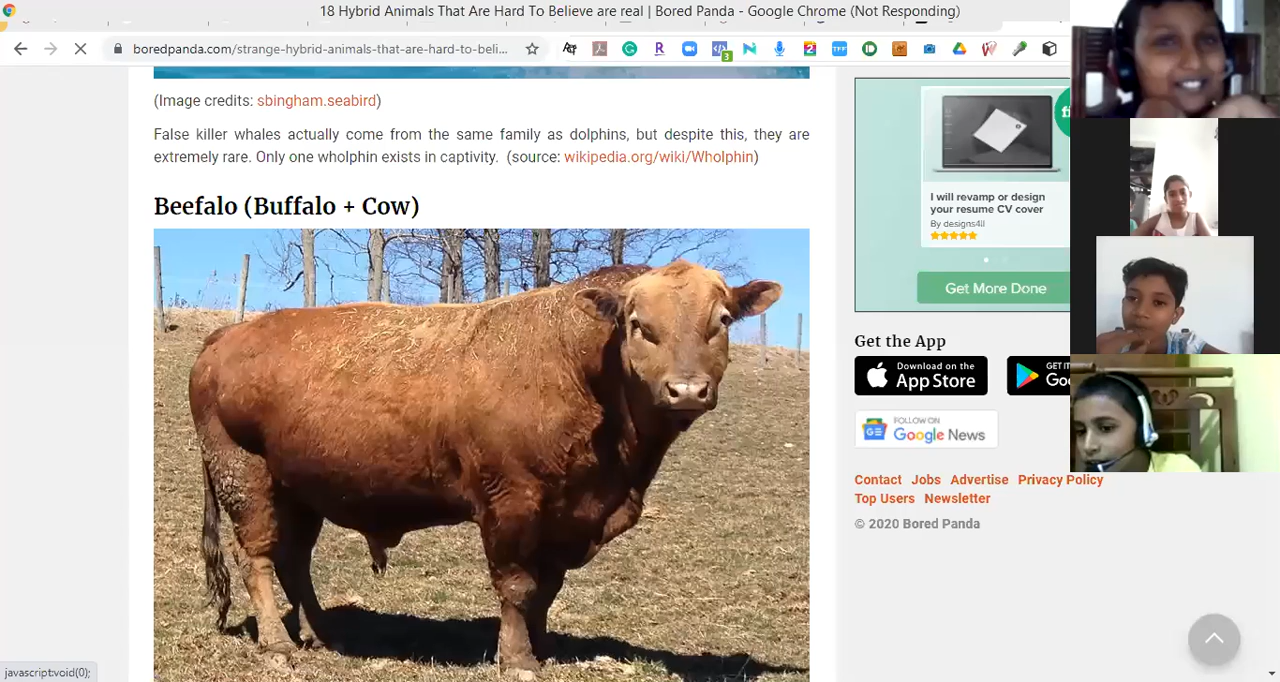 18 Hybrid Animals That Are Hard To Believe are real | Bored Panda - Google Chrome (Not Responding)
boredpanda.com/strange-hybrid-animals-that-are-hard-to-beli...
3
(Image credits: sbingham.seabird)
False killer whales actually come from the same family as dolphins, but despite this, they are
extremely rare. Only one wholphin exists in captivity. (source: wikipedia.org/wiki/Wholphin)
Beefalo (Buffalo + Cow)
I will revamp or design
your resume CV cover
By designs4ll
Get More Done
Get the App
Download on the
App Store
GET IT
Goo
FOLLOW ON
Google News
Contact Jobs Advertise Privacy Policy
Top Users Newsletter
© 2020 Bored Panda
javascript:void(0);